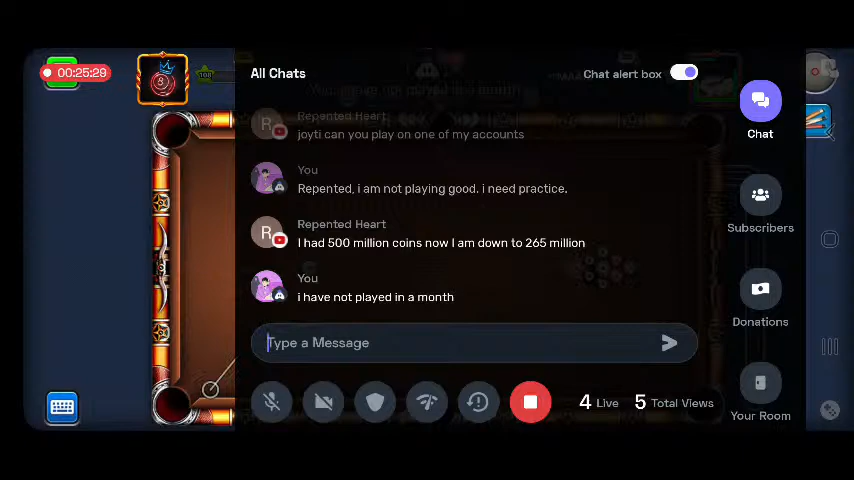 00:25:29
108
All Chats
Chat alert box
Repented Heart
joyti can you play on one of my accounts
You
Repented, i am not playing good. i need practice.
Repented Heart
I had 500 million coins now I am down to 265 million
You
i have not played in a month
Type a Message
4 Live
5 Total Views
Chat
Subscribers
Donations
Your Room
R
R